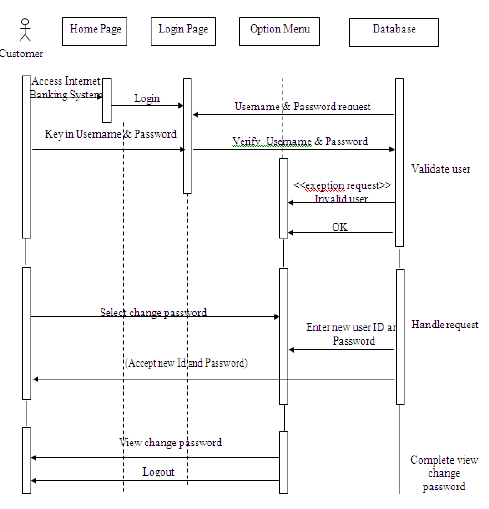 Home Page
Login Page
Option Menu
Database
Customer
Access Internet
Banking System
Login
Username & Password request
Key in Username & Password
Verify  Username & Password
Validate user
<<exeption request>>
Invalid user
OK
Select change password
Enter new user ID an
Password
Handle request
(Accept new Id and Password)
View change password
Logout
Complete view
change
password